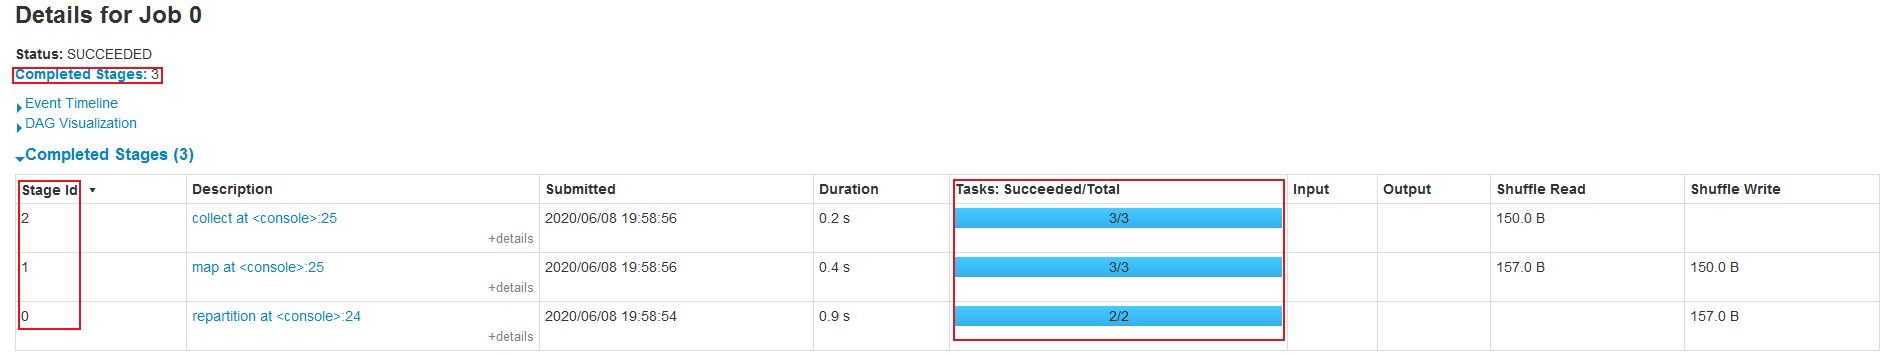 Details for Job 0
Status: SUCCEEDED
Completed Stages: 3
Event Timeline
DAG Visualization
Completed Stages (3)
Stage Id ▾ Description Submitted Duration Tasks: Succeeded/Total Input Output Shuffle Read Shuffle Write
2 collect at <console>:25 2020/06/08 19:58:56 0.2 s 3/3 150.0 B
+details
1 map at <console>:25 2020/06/08 19:58:56 0.4 s 3/3 157.0 B 150.0 B
+details
0 repartition at <console>:24 2020/06/08 19:58:54 0.9 s 2/2 157.0 B
+details